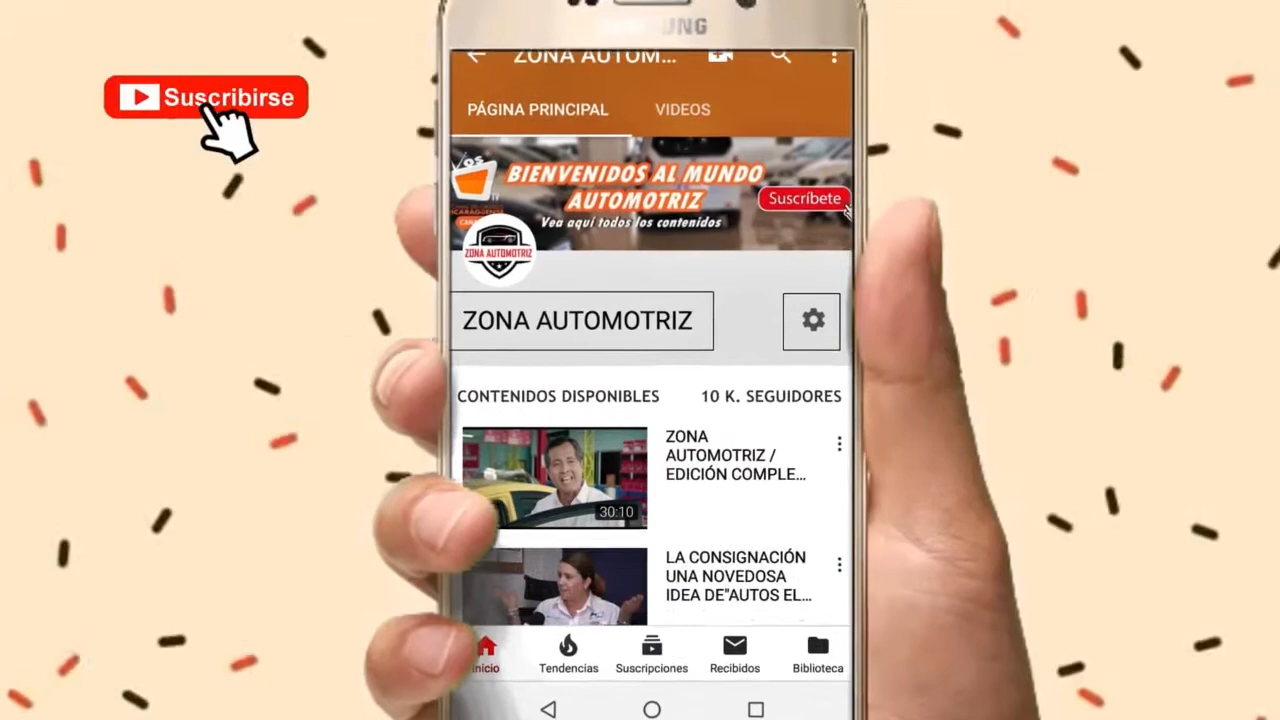 SAMSUNG
Suscribirse
ZONA AUTOM...
PÁGINA PRINCIPAL
VIDEOS
BIENVENIDOS AL MUNDO
AUTOMOTRIZ
Vea aquí todos los contenidos
Suscríbete
ZONA AUTOMOTRIZ
ZONA AUTOMOTRIZ
CONTENIDOS DISPONIBLES
10 K. SEGUIDORES
ZONA
AUTOMOTRIZ /
EDICIÓN COMPLE...
30:10
LA CONSIGNACIÓN
UNA NOVEDOSA
IDEA DE"AUTOS EL...
Inicio
Tendencias
Suscripciones
Recibidos
Biblioteca